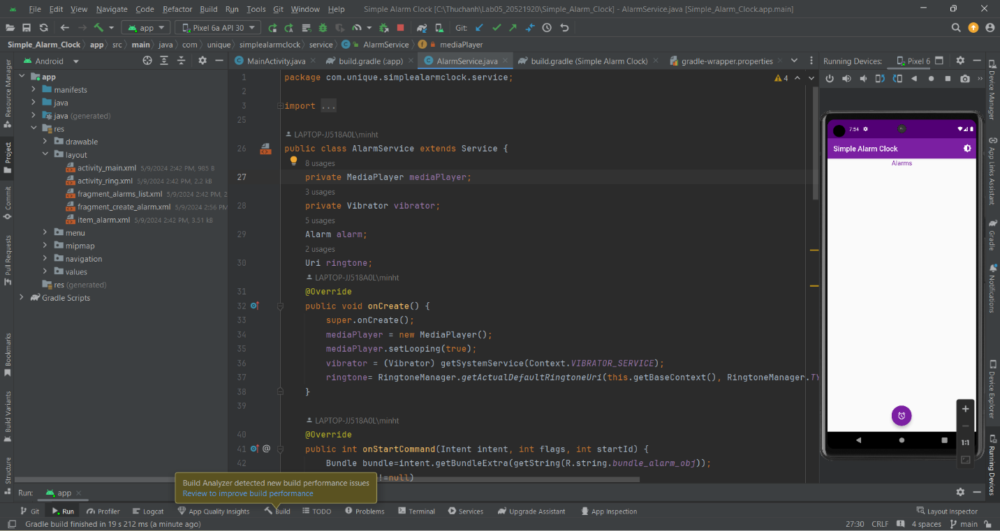 File Edit View Navigate Code Refactor Build Run Tools Git Window Help Simple Alarm Clock [C:\Thuchanh\Lab05_20521920\Simple_Alarm_Clock] - AlarmService.java [Simple_Alarm_Clock.app.main]
app Pixel 6a API 30 Git:
Simple_Alarm_Clock app src main java com unique simplealarmclock service AlarmService mediaPlayer
Android
MainActivity.java build.gradle (:app) AlarmService.java build.gradle (Simple Alarm Clock) gradle-wrapper.properties
Running Devices: Pixel 6
Resource Manager
Project
Commit
Pull Requests
Bookmarks
Build Variants
Structure
app
manifests
java
java (generated)
res
drawable
layout
activity_main.xml 5/9/2024 2:42 PM, 985 B
activity_ring.xml 5/9/2024 2:42 PM, 2.2 kB
fragment_alarms_list.xml 5/9/2024 2:42 PM, 2
fragment_create_alarm.xml 5/9/2024 2:56 PM
item_alarm.xml 5/9/2024 2:42 PM, 3.51 kB
menu
mipmap
navigation
values
res (generated)
Gradle Scripts
1 package com.unique.simplealarmclock.service;
4
2
3 import ...
25
LAPTOP-JJ518A0L\minht
26 public class AlarmService extends Service {
8 usages
27 private MediaPlayer mediaPlayer;
3 usages
28 private Vibrator vibrator;
5 usages
29 Alarm alarm;
2 usages
30 Uri ringtone;
LAPTOP-JJ518A0L\minht
31 @Override
32 public void onCreate() {
33 super.onCreate();
34 mediaPlayer = new MediaPlayer();
35 mediaPlayer.setLooping(true);
36 vibrator = (Vibrator) getSystemService(Context.VIBRATOR_SERVICE);
37 ringtone= RingtoneManager.getActualDefaultRingtoneUri(this.getBaseContext(), RingtoneManager.TY
38 }
39
LAPTOP-JJ518A0L\minht
40 @Override
41 @ public int onStartCommand(Intent intent, int flags, int startId) {
42 Bundle bundle=intent.getBundleExtra(getString(R.string.bundle_alarm_obj));
!=null)
7:54
Simple Alarm Clock
Alarms
1:1
Device Manager
App Links Assistant
Gradle
Notifications
Device Explorer
Running Devices
Build Analyzer detected new build performance issues
Review to improve build performance
Run: app
Git Run Profiler Logcat App Quality Insights Build TODO Problems Terminal Services Upgrade Assistant App Inspection Layout Inspector
Gradle build finished in 19 s 212 ms (a minute ago) 27:30 CRLF 4 spaces main